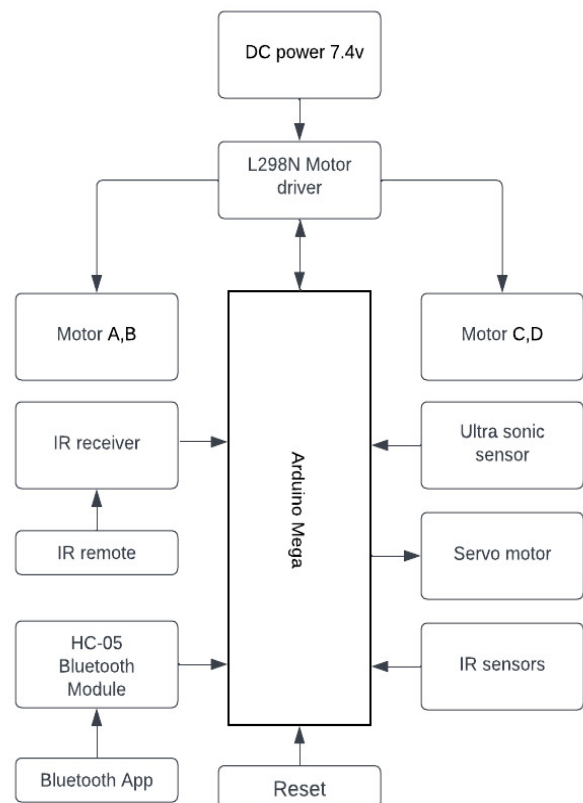 DC power 7.4v
L298N Motor
driver
Motor A,B
Motor C,D
IR receiver
Ultra sonic
sensor
Arduino Mega
IR remote
Servo motor
HC-05
Bluetooth
Module
IR sensors
Bluetooth App
Reset